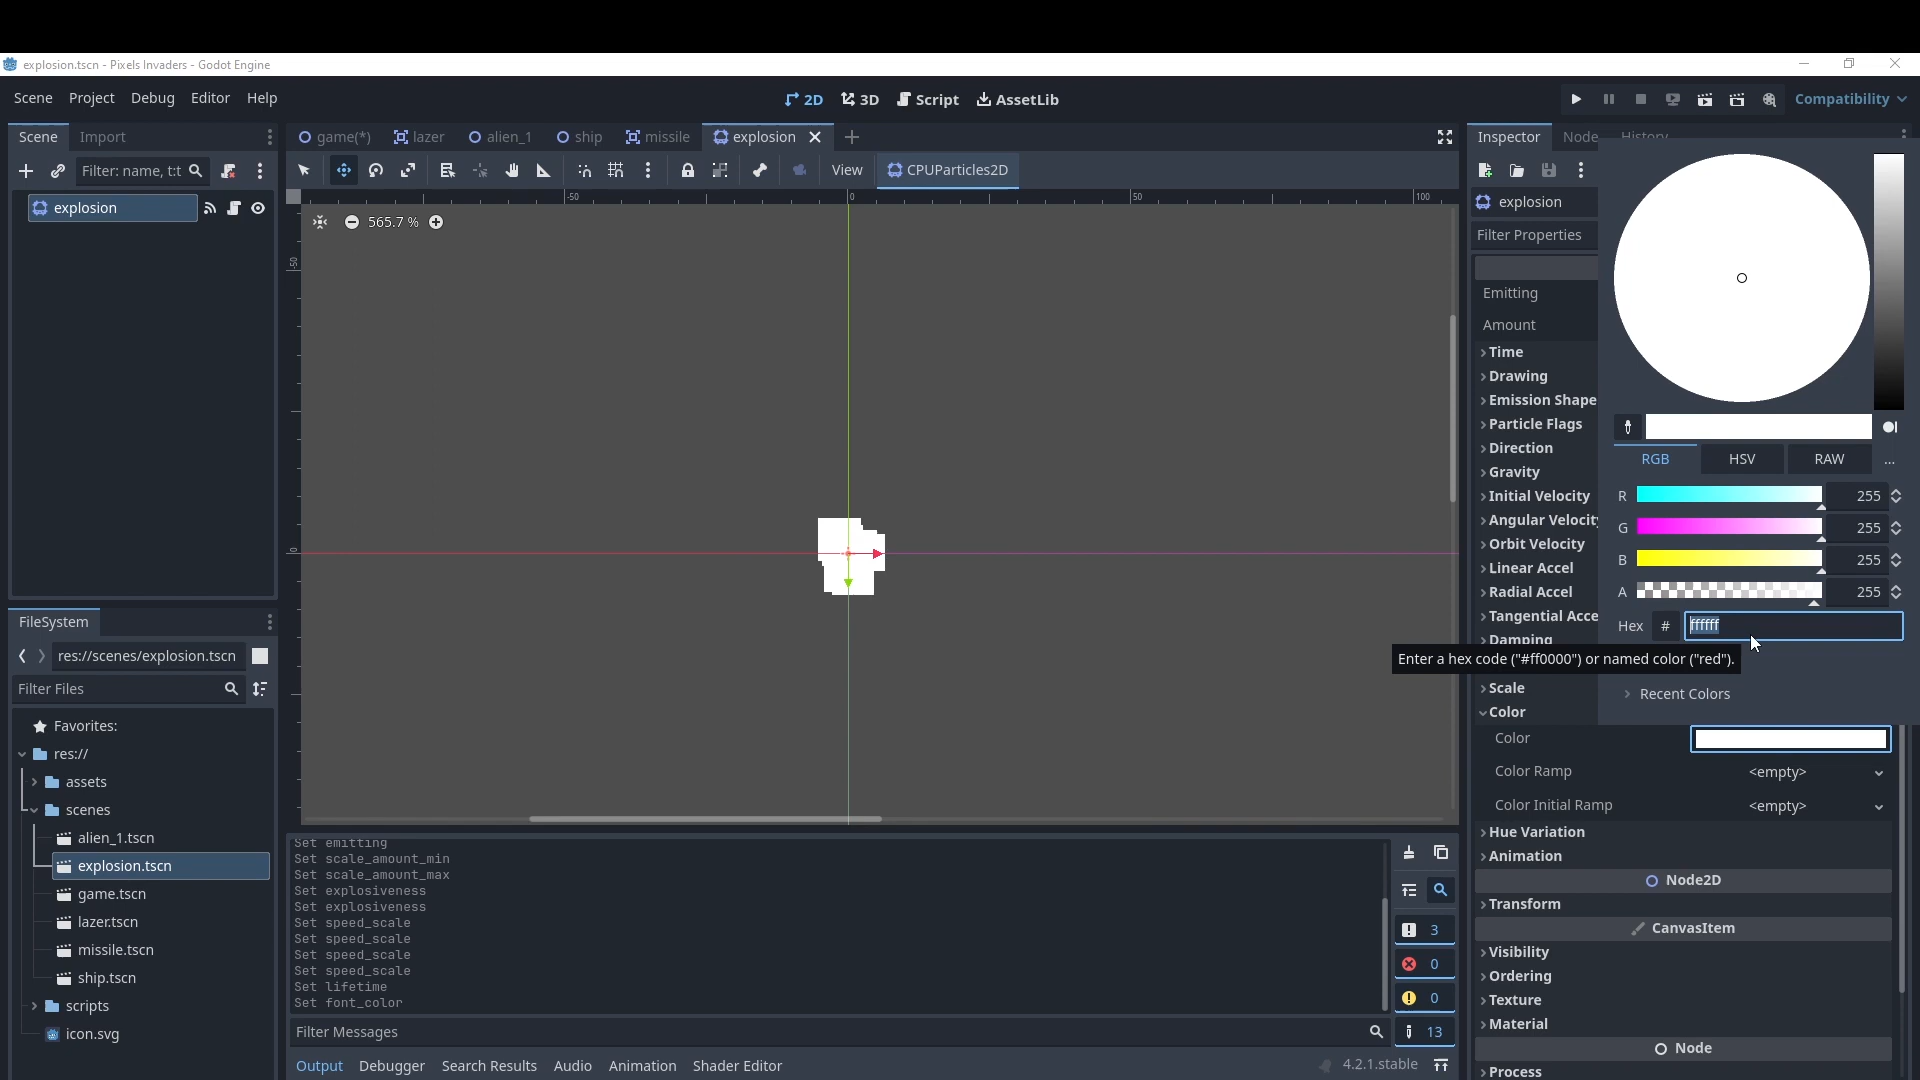 explosion.tscn - Pixels Invaders - Godot Engine
Scene Project Debug Editor Help
2D 3D Script AssetLib
Compatibility
Scene Import
game(*) lazer alien_1 ship missile explosion
Inspector Node History
Filter: name, t:t
View CPUParticles2D
explosion
565.7 %
-50 0 50 100
-50
0
explosion
Filter Properties
Emitting
Amount
Time
Drawing
Emission Shape
Particle Flags
Direction
Gravity
Initial Velocity
Angular Velocity
Orbit Velocity
Linear Accel
Radial Accel
Tangential Acce
Damping
Scale
Color
Color
Color Ramp <empty>
Color Initial Ramp <empty>
Hue Variation
Animation
Node2D
Transform
CanvasItem
Visibility
Ordering
Texture
Material
Node
Process
RGB HSV RAW ...
R 255
G 255
B 255
A 255
Hex # ffffff
Enter a hex code ("#ff0000") or named color ("red").
Recent Colors
FileSystem
res://scenes/explosion.tscn
Filter Files
Favorites:
res://
assets
scenes
alien_1.tscn
explosion.tscn
game.tscn
lazer.tscn
missile.tscn
ship.tscn
scripts
icon.svg
Set emitting
Set scale_amount_min
Set scale_amount_max
Set explosiveness
Set explosiveness
Set speed_scale
Set speed_scale
Set speed_scale
Set speed_scale
Set lifetime
Set font_color
3
0
0
13
Filter Messages
Output Debugger Search Results Audio Animation Shader Editor
4.2.1.stable